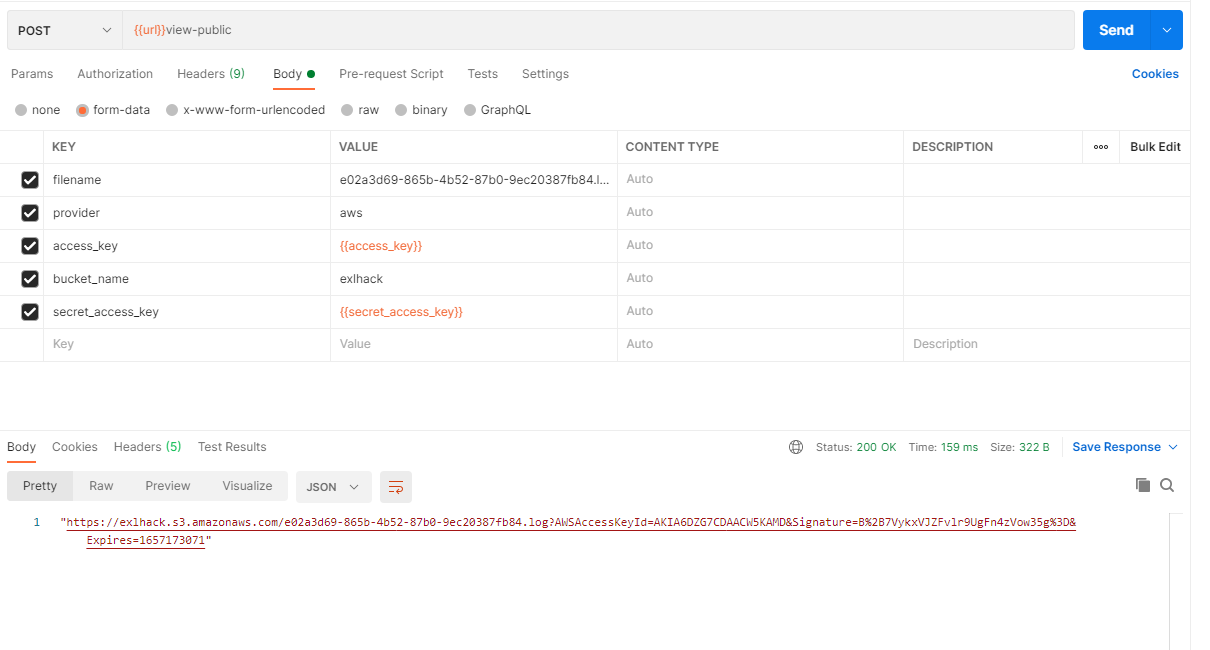 POST {{url}}view-public Send
Params Authorization Headers (9) Body Pre-request Script Tests Settings Cookies
none form-data x-www-form-urlencoded raw binary GraphQL
KEY VALUE CONTENT TYPE DESCRIPTION ooo Bulk Edit
filename e02a3d69-865b-4b52-87b0-9ec20387fb84.l... Auto
provider aws Auto
access_key {{access_key}} Auto
bucket_name exlhack Auto
secret_access_key {{secret_access_key}} Auto
Key Value Auto Description
Body Cookies Headers (5) Test Results Status: 200 OK Time: 159 ms Size: 322 B Save Response
Pretty Raw Preview Visualize JSON
1 "https://exlhack.s3.amazonaws.com/e02a3d69-865b-4b52-87b0-9ec20387fb84.log?AWSAccessKeyId=AKIA6DZG7CDAACW5KAMD&Signature=B%2B7VykxVJZFvlr9UgFn4zVow35g%3D&
Expires=1657173071"